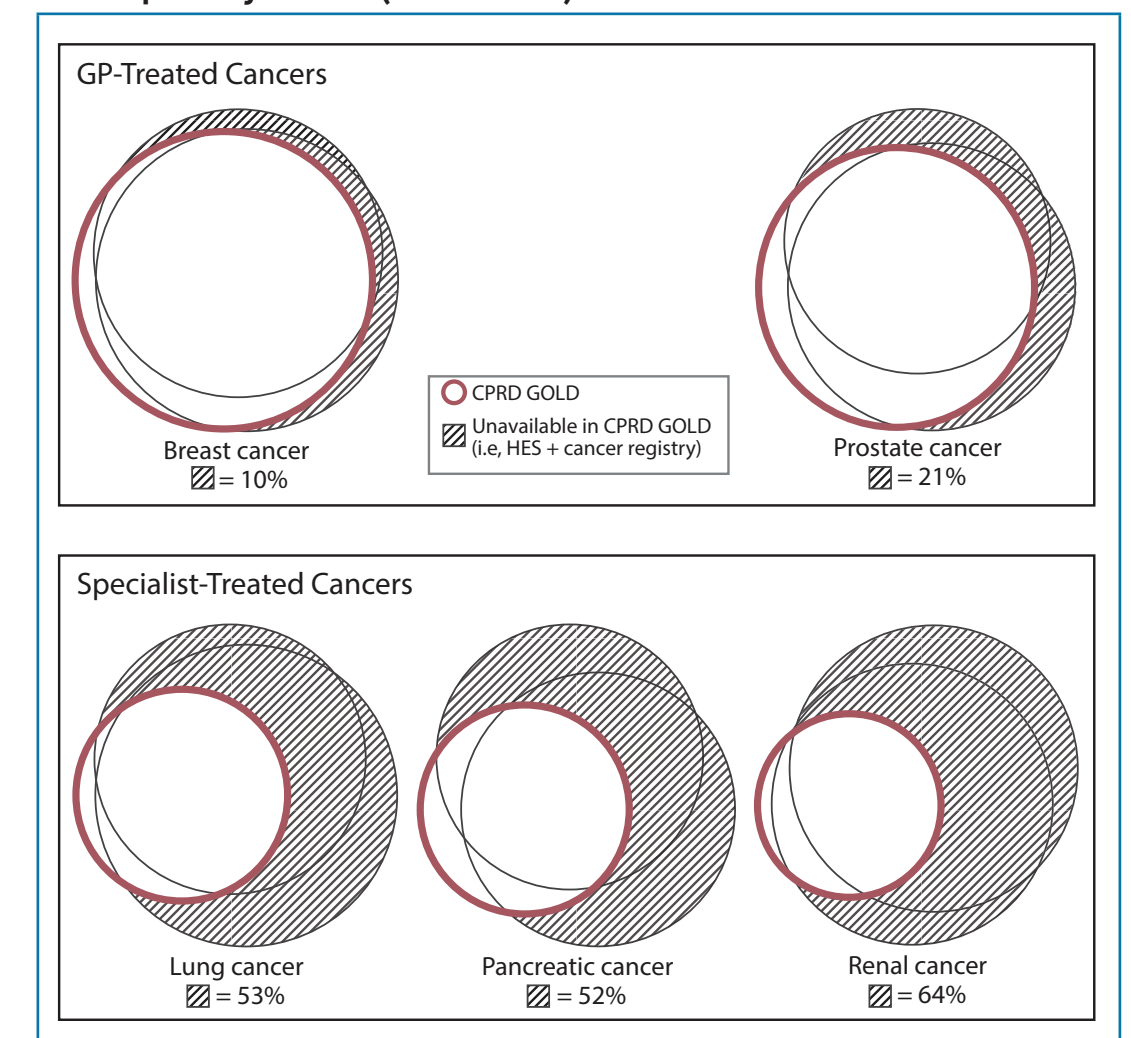 GP-Treated Cancers
CPRD GOLD
Unavailable in CPRD GOLD
(i.e, HES + cancer registry)
Breast cancer
= 10%
Prostate cancer
= 21%
Specialist-Treated Cancers
Lung cancer
= 53%
Pancreatic cancer
= 52%
Renal cancer
= 64%